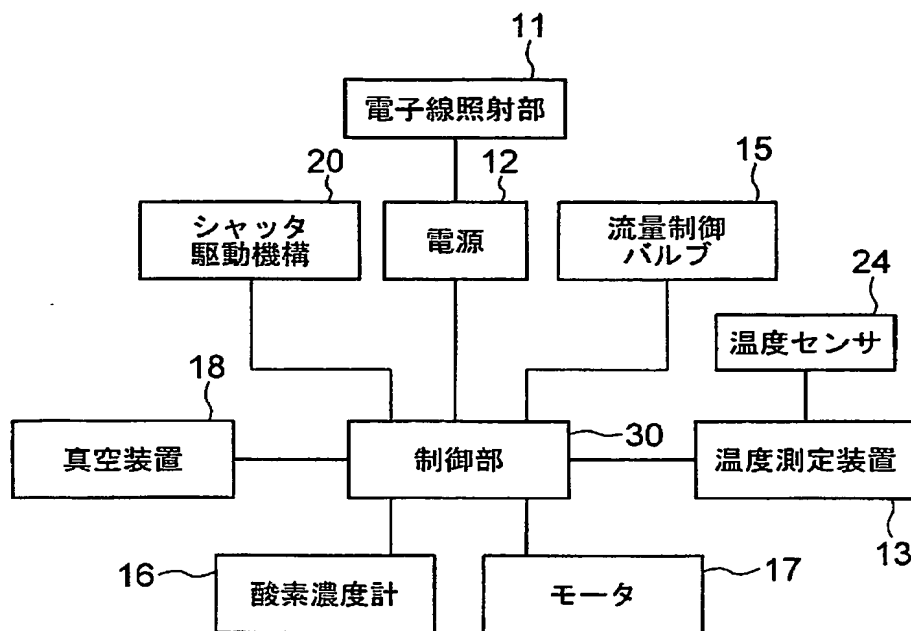 11
電子線照射部
20
12
15
シャッタ
駆動機構
電源
流量制御
バルブ
24
温度センサ
18
30
真空装置
制御部
温度測定装置
13
16
17
酸素濃度計
モータ